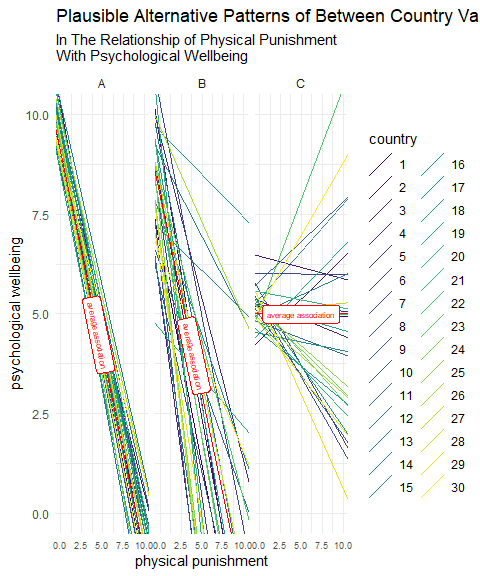 Plausible Alternative Patterns of Between Country Va
In The Relationship of Physical Punishment
With Psychological Wellbeing
A B C
country
psychological wellbeing
10.0
7.5
5.0
2.5
0.0
average association
average association
average association
0.0 2.5 5.0 7.5 10.0
0.0 2.5 5.0 7.5 10.0
0.0 2.5 5.0 7.5 10.0
physical punishment
1 16
2 17
3 18
4 19
5 20
6 21
7 22
8 23
9 24
10 25
11 26
12 27
13 28
14 29
15 30